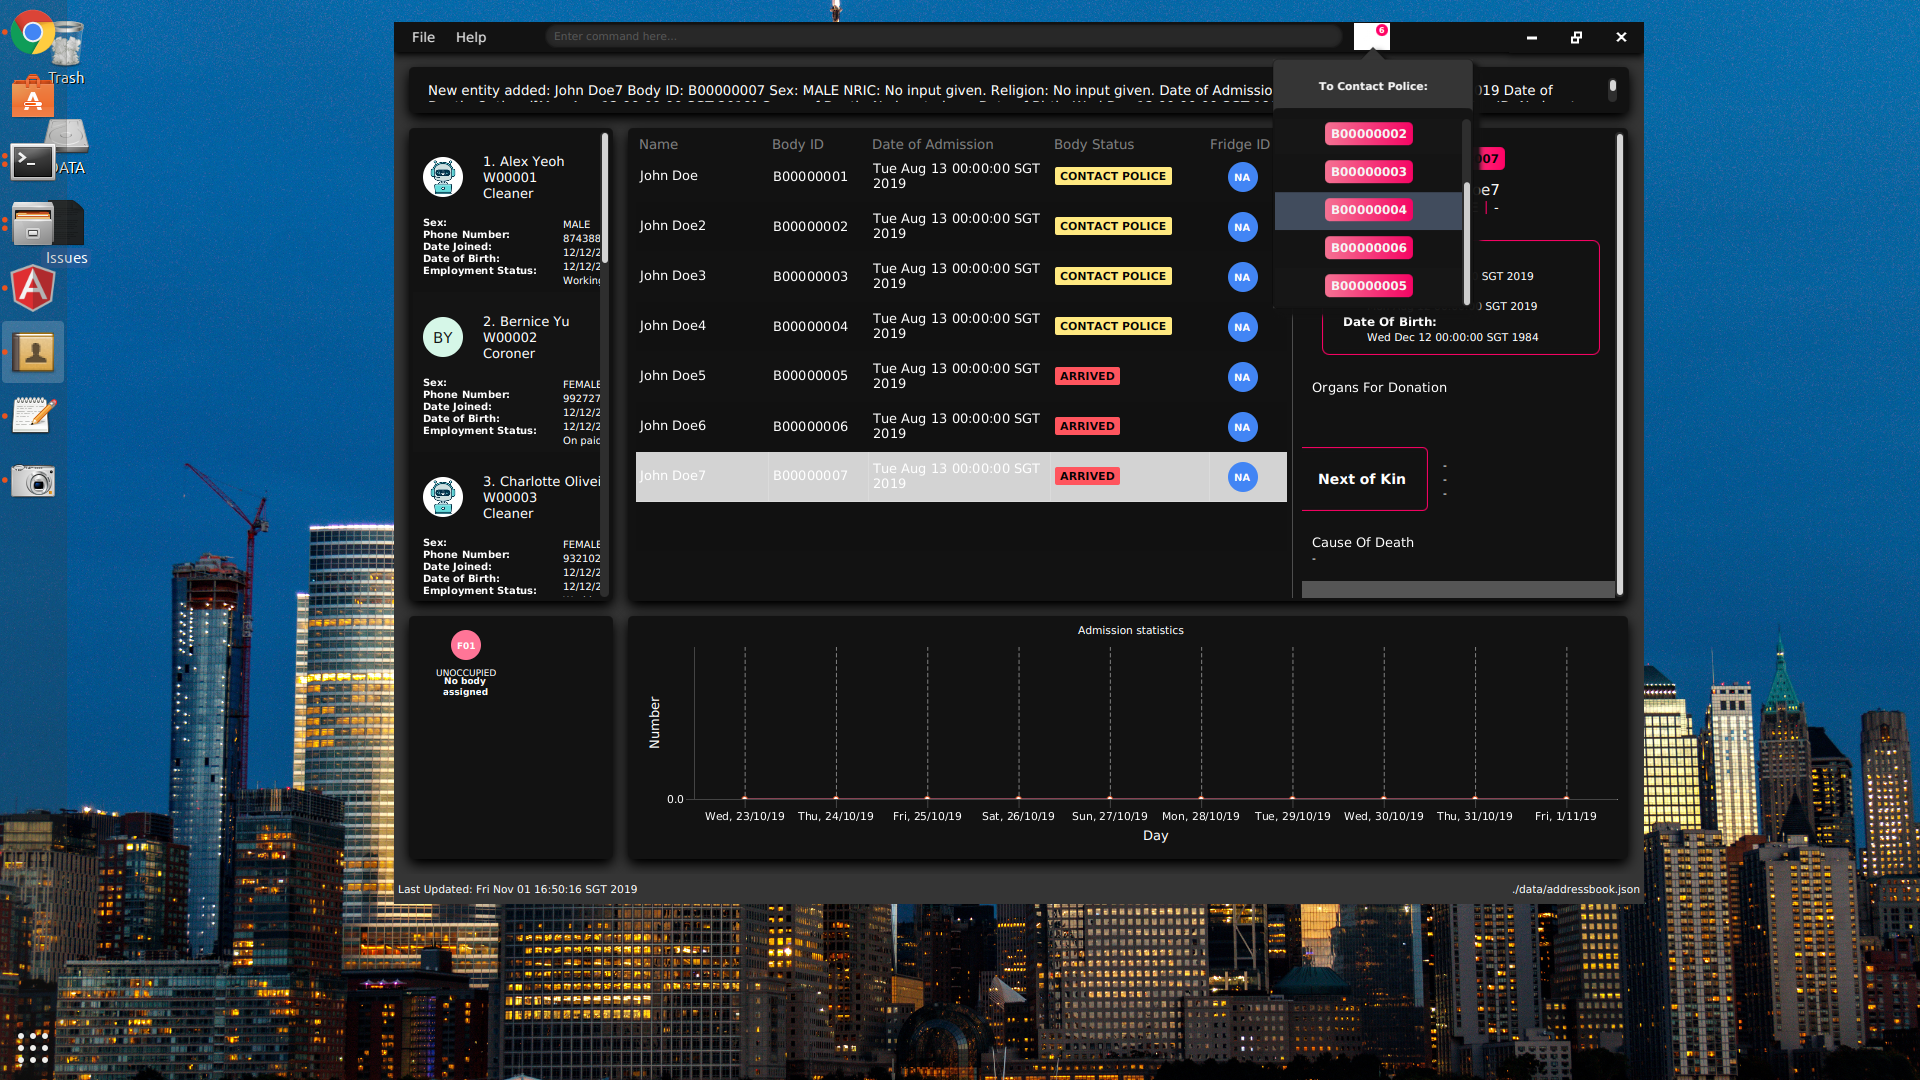 Trash
DATA
Issues
File Help Enter command here... 6
To Contact Police:
New entity added: John Doe7 Body ID: B00000007 Sex: MALE NRIC: No input given. Religion: No input given. Date of Admissio
19 Date of
B00000002
B00000003
B00000004
B00000006
B00000005
1. Alex Yeoh
W00001
Cleaner
Sex: MALE
Phone Number: 874388
Date Joined: 12/12/2
Date of Birth: 12/12/2
Employment Status: Working
BY
2. Bernice Yu
W00002
Coroner
Sex: FEMALE
Phone Number: 992727
Date Joined: 12/12/2
Date of Birth: 12/12/2
Employment Status: On paid
3. Charlotte Olivei
W00003
Cleaner
Sex: FEMALE
Phone Number: 932102
Date Joined: 12/12/2
Date of Birth: 12/12/2
Employment Status:
Name Body ID Date of Admission Body Status Fridge ID
John Doe B00000001 Tue Aug 13 00:00:00 SGT 2019 CONTACT POLICE NA
John Doe2 B00000002 Tue Aug 13 00:00:00 SGT 2019 CONTACT POLICE NA
John Doe3 B00000003 Tue Aug 13 00:00:00 SGT 2019 CONTACT POLICE NA
John Doe4 B00000004 Tue Aug 13 00:00:00 SGT 2019 CONTACT POLICE NA
John Doe5 B00000005 Tue Aug 13 00:00:00 SGT 2019 ARRIVED NA
John Doe6 B00000006 Tue Aug 13 00:00:00 SGT 2019 ARRIVED NA
John Doe7 B00000007 Tue Aug 13 00:00:00 SGT 2019 ARRIVED NA
007
oe7
| -
SGT 2019
0 SGT 2019
Date Of Birth:
Wed Dec 12 00:00:00 SGT 1984
Organs For Donation
Next of Kin
-
-
-
Cause Of Death
-
F01
UNOCCUPIED
No body
assigned
Admission statistics
Number
0.0
Wed, 23/10/19 Thu, 24/10/19 Fri, 25/10/19 Sat, 26/10/19 Sun, 27/10/19 Mon, 28/10/19 Tue, 29/10/19 Wed, 30/10/19 Thu, 31/10/19 Fri, 1/11/19
Day
Last Updated: Fri Nov 01 16:50:16 SGT 2019
./data/addressbook.json